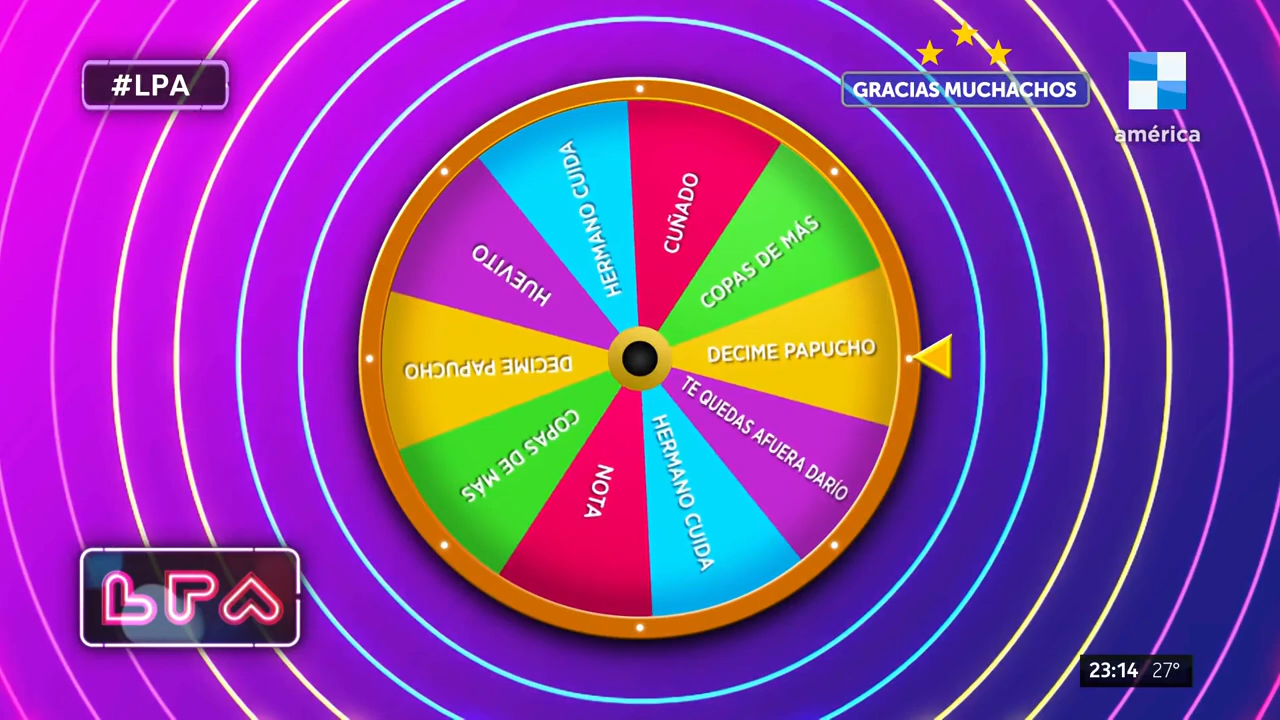 #LPA
GRACIAS MUCHACHOS
américa
HERMANO CUIDA
CUÑADO
COPAS DE MÁS
DECIME PAPUCHO
TE QUEDAS AFUERA DARÍO
HERMANO CUIDA
NOTA
COPAS DE MÁS
DECIME PAPUCHO
HUEVITO
LPA
23:14 27°